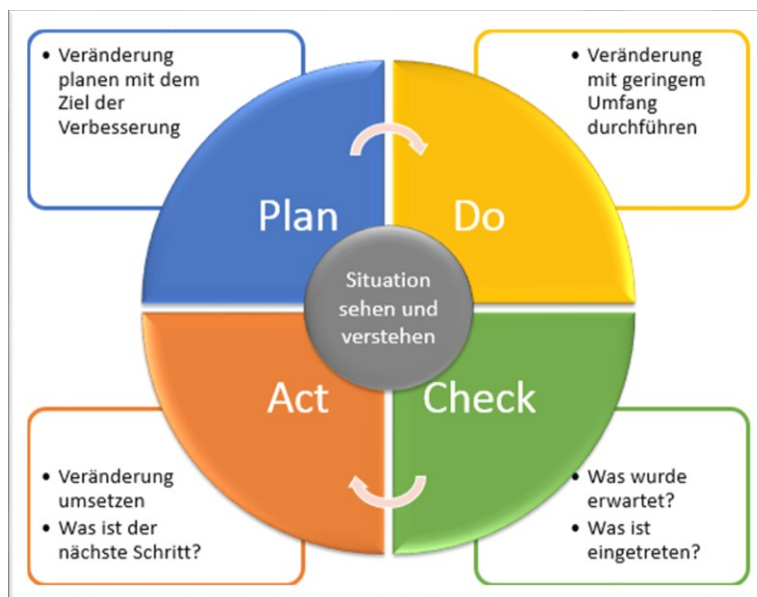 • Veränderung
planen mit dem
Ziel der
Verbesserung
• Veränderung
mit geringem
Umfang
durchführen
Plan
Do
Situation
sehen und
verstehen
Act
Check
• Veränderung
umsetzen
• Was ist der
nächste Schritt?
• Was wurde
erwartet?
• Was ist
eingetreten?